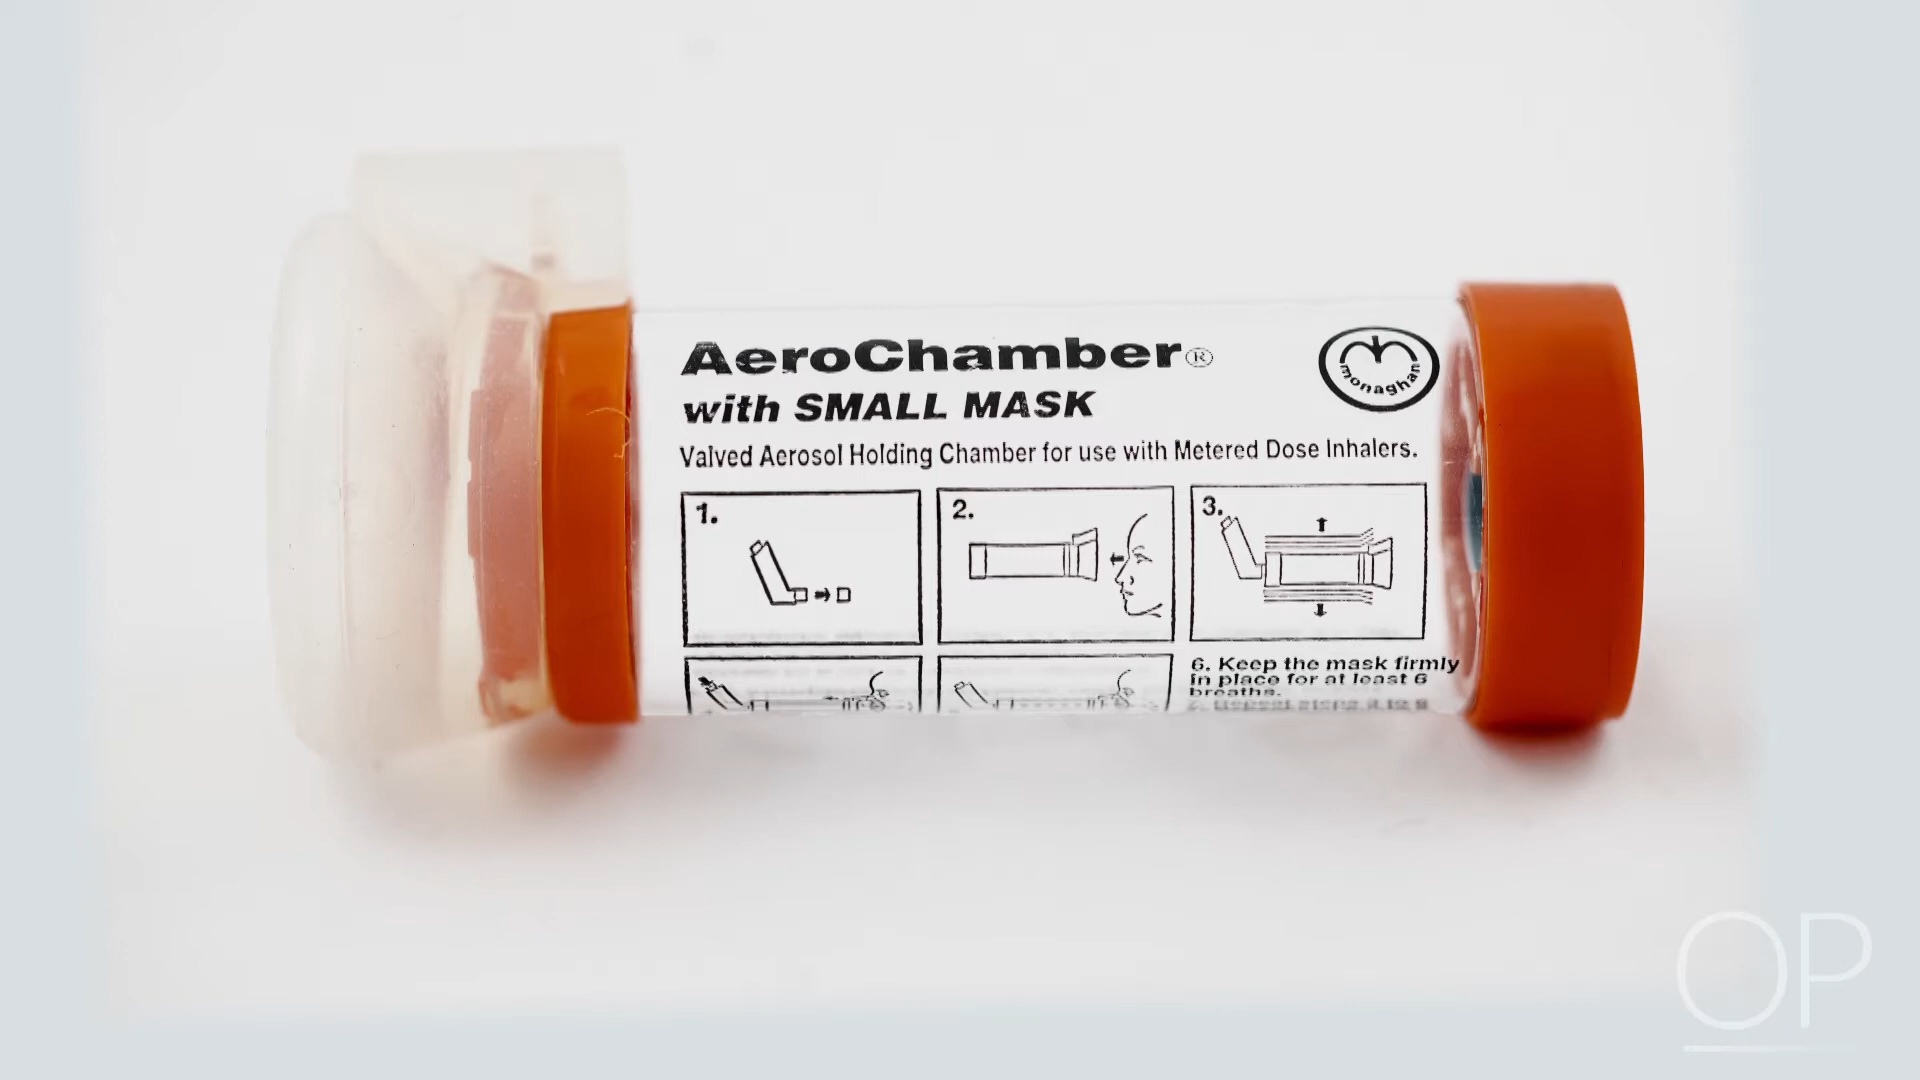 AeroChamber®
monaghan
with SMALL MASK
Valved Aerosol Holding Chamber for use with Metered Dose Inhalers.
1.
2.
3.
6. Keep the mask firmly
in place for at least 6
breaths.
OP